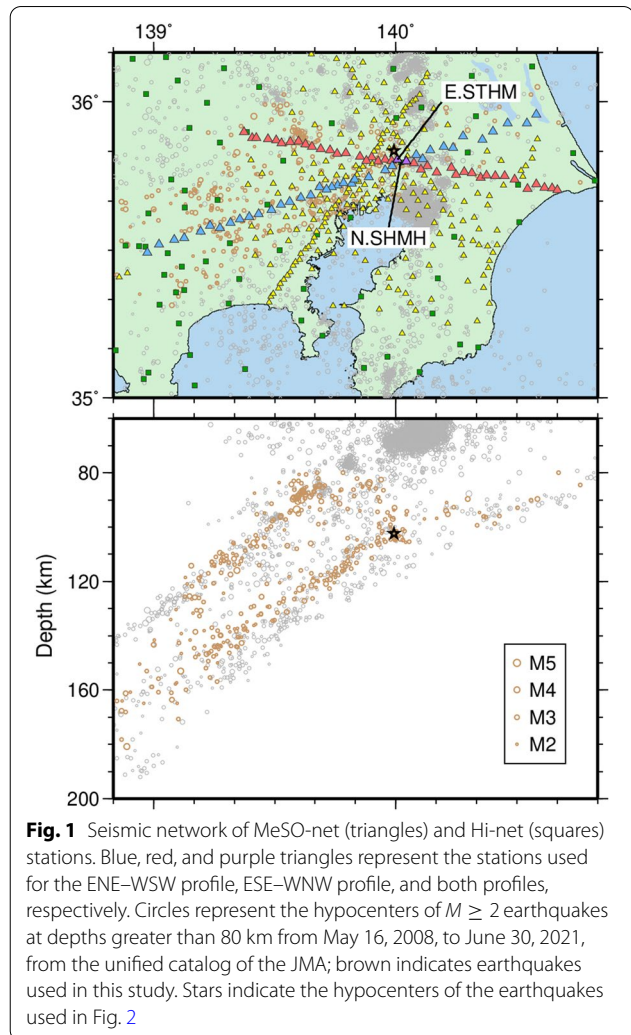 139° 140°
36°
E.STHM
N.SHMH
35°
80
120
160
200
Depth (km)
M5
M4
M3
M2
Fig. 1 Seismic network of MeSO-net (triangles) and Hi-net (squares)
stations. Blue, red, and purple triangles represent the stations used
for the ENE–WSW profile, ESE–WNW profile, and both profiles,
respectively. Circles represent the hypocenters of M ≥ 2 earthquakes
at depths greater than 80 km from May 16, 2008, to June 30, 2021,
from the unified catalog of the JMA; brown indicates earthquakes
used in this study. Stars indicate the hypocenters of the earthquakes
used in Fig. 2